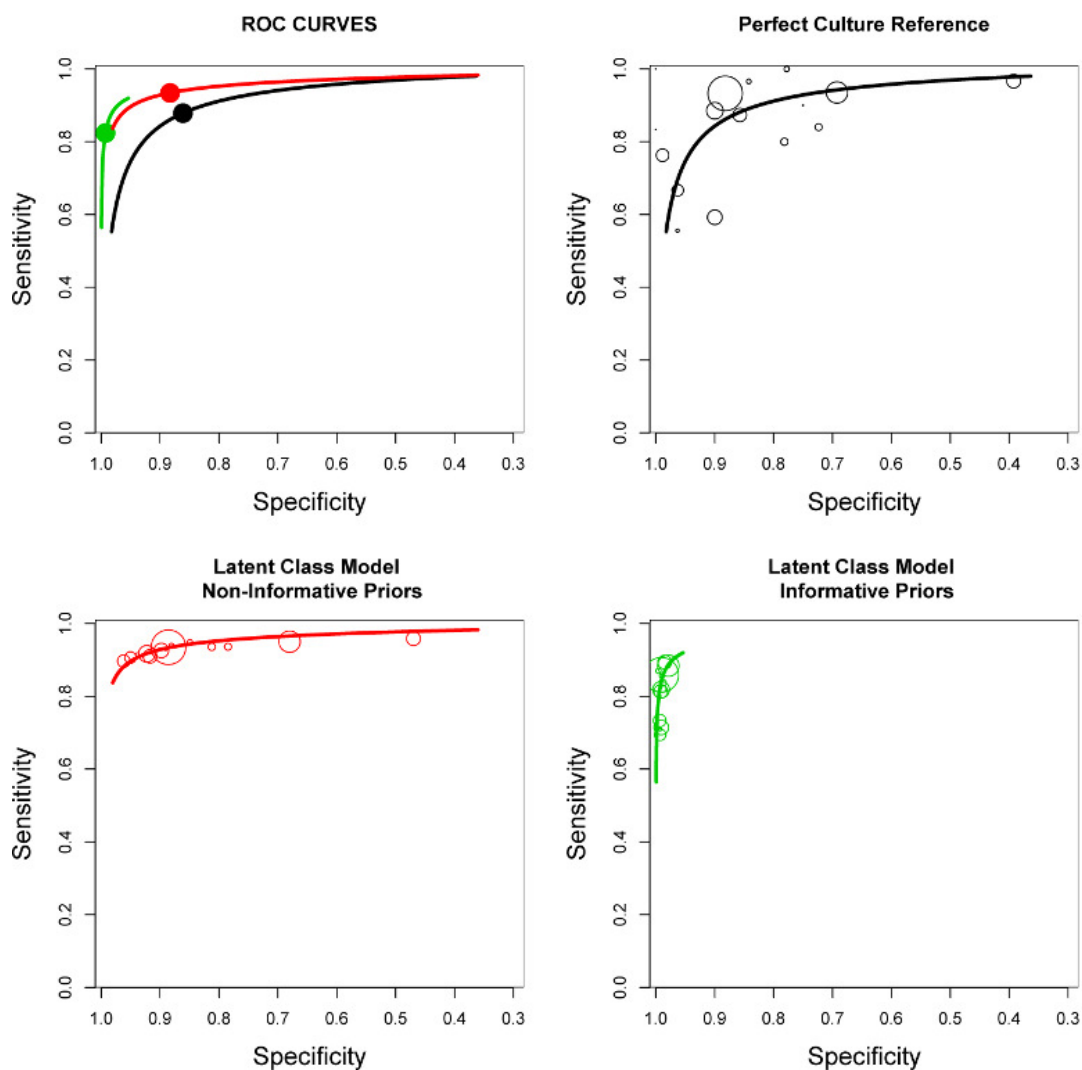 ROC CURVES
Sensitivity
1.0
0.8
0.6
0.4
0.2
0.0
1.0 0.9 0.8 0.7 0.6 0.5 0.4 0.3
Specificity
Perfect Culture Reference
Sensitivity
1.0
0.8
0.6
0.4
0.2
0.0
1.0 0.9 0.8 0.7 0.6 0.5 0.4 0.3
Specificity
Latent Class Model
Non-Informative Priors
Sensitivity
1.0
0.8
0.6
0.4
0.2
0.0
1.0 0.9 0.8 0.7 0.6 0.5 0.4 0.3
Specificity
Latent Class Model
Informative Priors
Sensitivity
1.0
0.8
0.6
0.4
0.2
0.0
1.0 0.9 0.8 0.7 0.6 0.5 0.4 0.3
Specificity